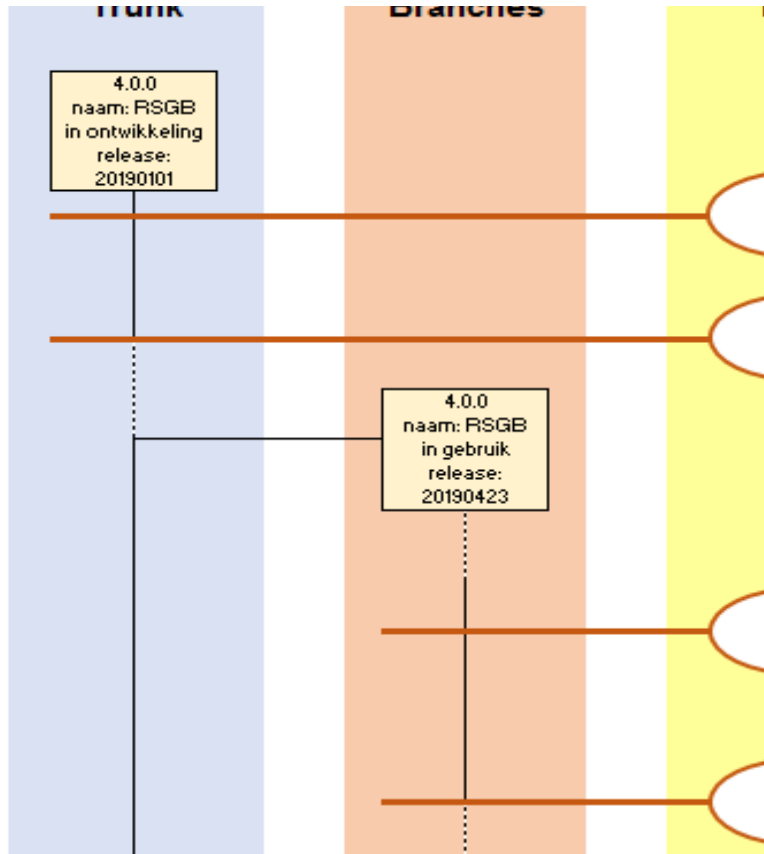 Trunk
Branches
4.0.0
naam: RSGB
in ontwikkeling
release:
20190101
4.0.0
naam: RSGB
in gebruik
release:
20190423